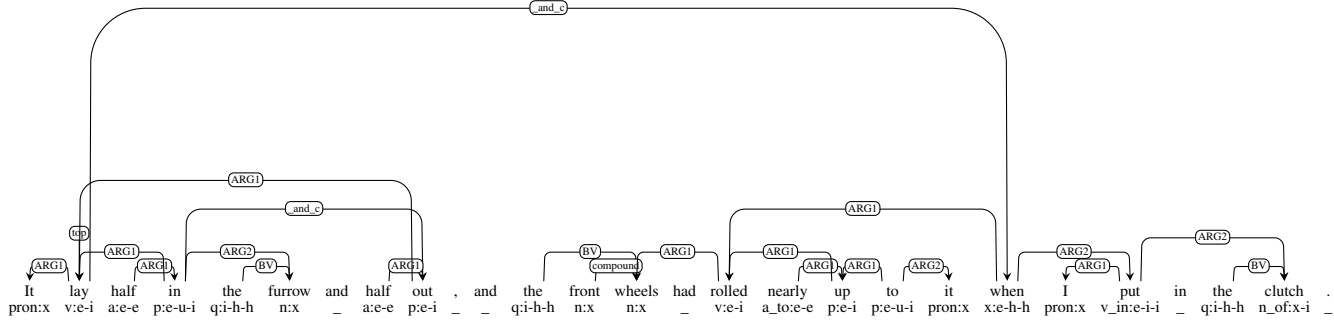 _and_c
ARG1
_and_c ARG1
top ARG2
ARG1 ARG2 BV ARG1 ARG1 ARG2
ARG1 ARG1 BV ARG1 compound ARG1 ARG1 ARG2 ARG1 BV
It lay half in the furrow and half out , and the front wheels had rolled nearly up to it when I put in the clutch .
pron:x v:e-i a:e-e p:e-u-i q:i-h-h n:x _ a:e-e p:e-i _ _ q:i-h-h n:x n:x _ v:e-i a_to:e-e p:e-i p:e-u-i pron:x x:e-h-h pron:x v_in:e-i-i _ q:i-h-h n_of:x-i _